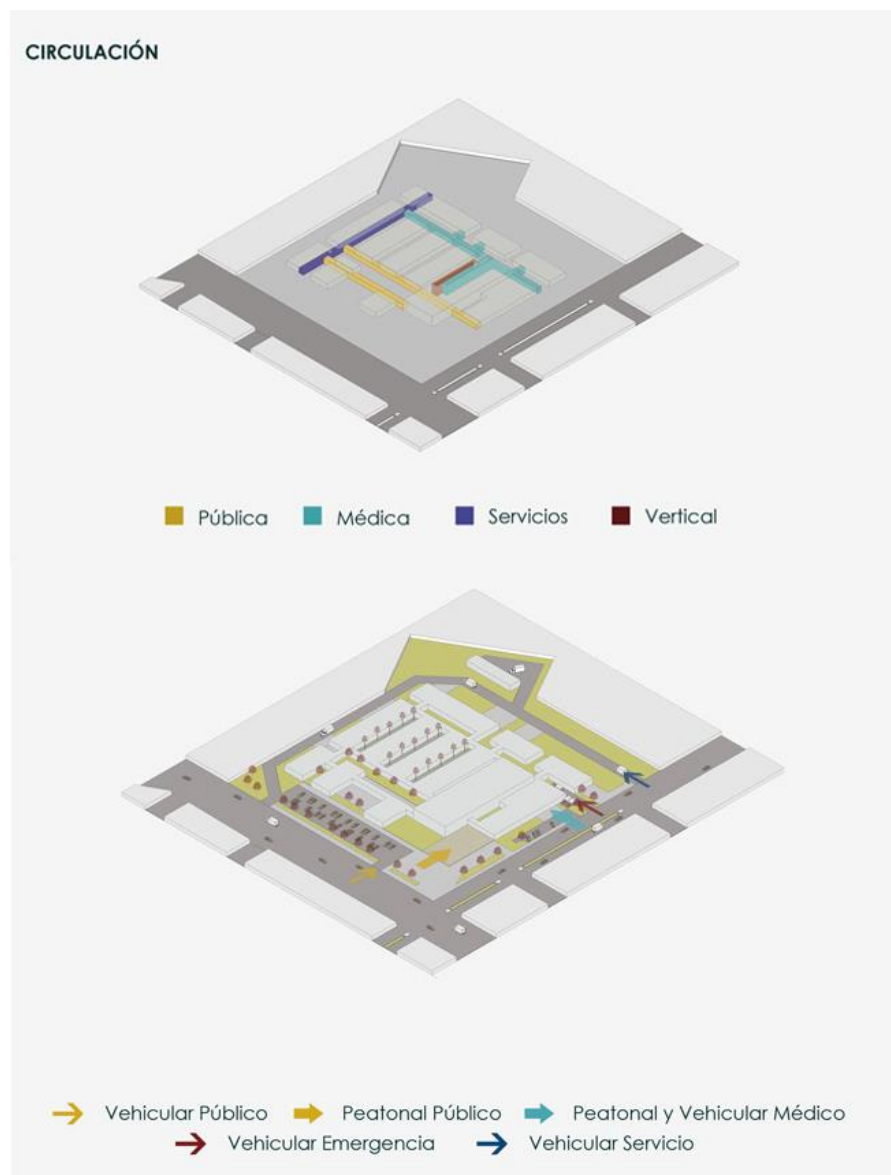 CIRCULACIÓN
Pública Médica Servicios Vertical
Vehicular Público Peatonal Público Peatonal y Vehicular Médico
Vehicular Emergencia Vehicular Servicio